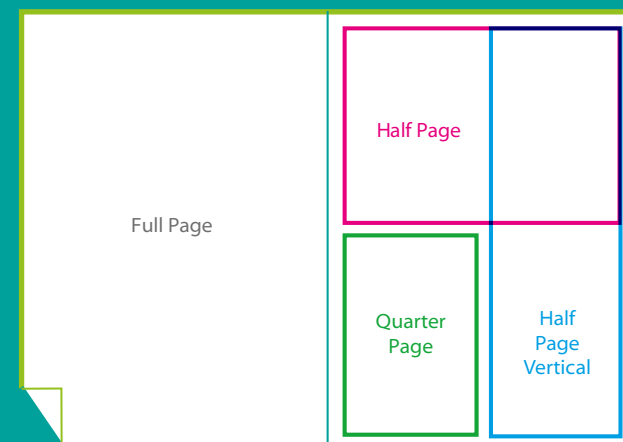 Full Page
Half Page
Quarter
Page
Half
Page
Vertical